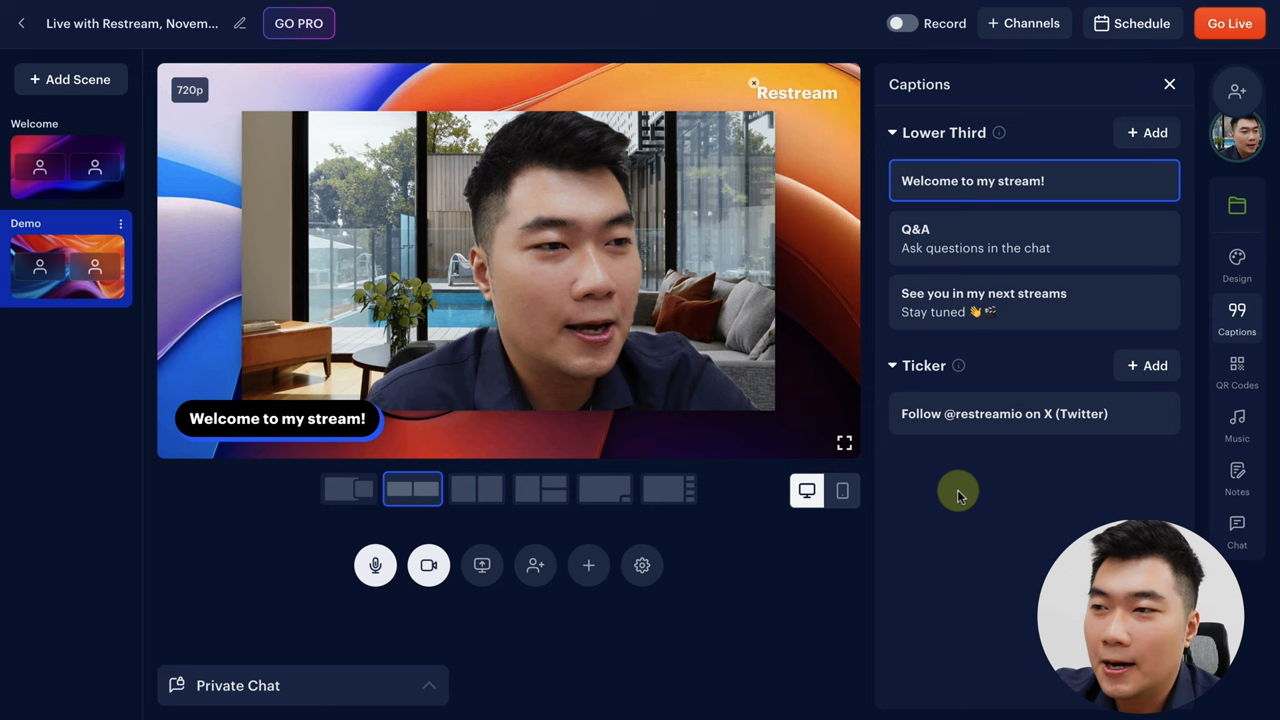 Live with Restream, Novem...
GO PRO
Record
+ Channels
Schedule
Go Live
+ Add Scene
Welcome
Demo
720p
Restream
Welcome to my stream!
Private Chat
Captions
Lower Third
+ Add
Welcome to my stream!
Q&A
Ask questions in the chat
See you in my next streams
Stay tuned 👋🎬
Ticker
+ Add
Follow @restreamio on X (Twitter)
Design
Captions
QR Codes
Music
Notes
Chat